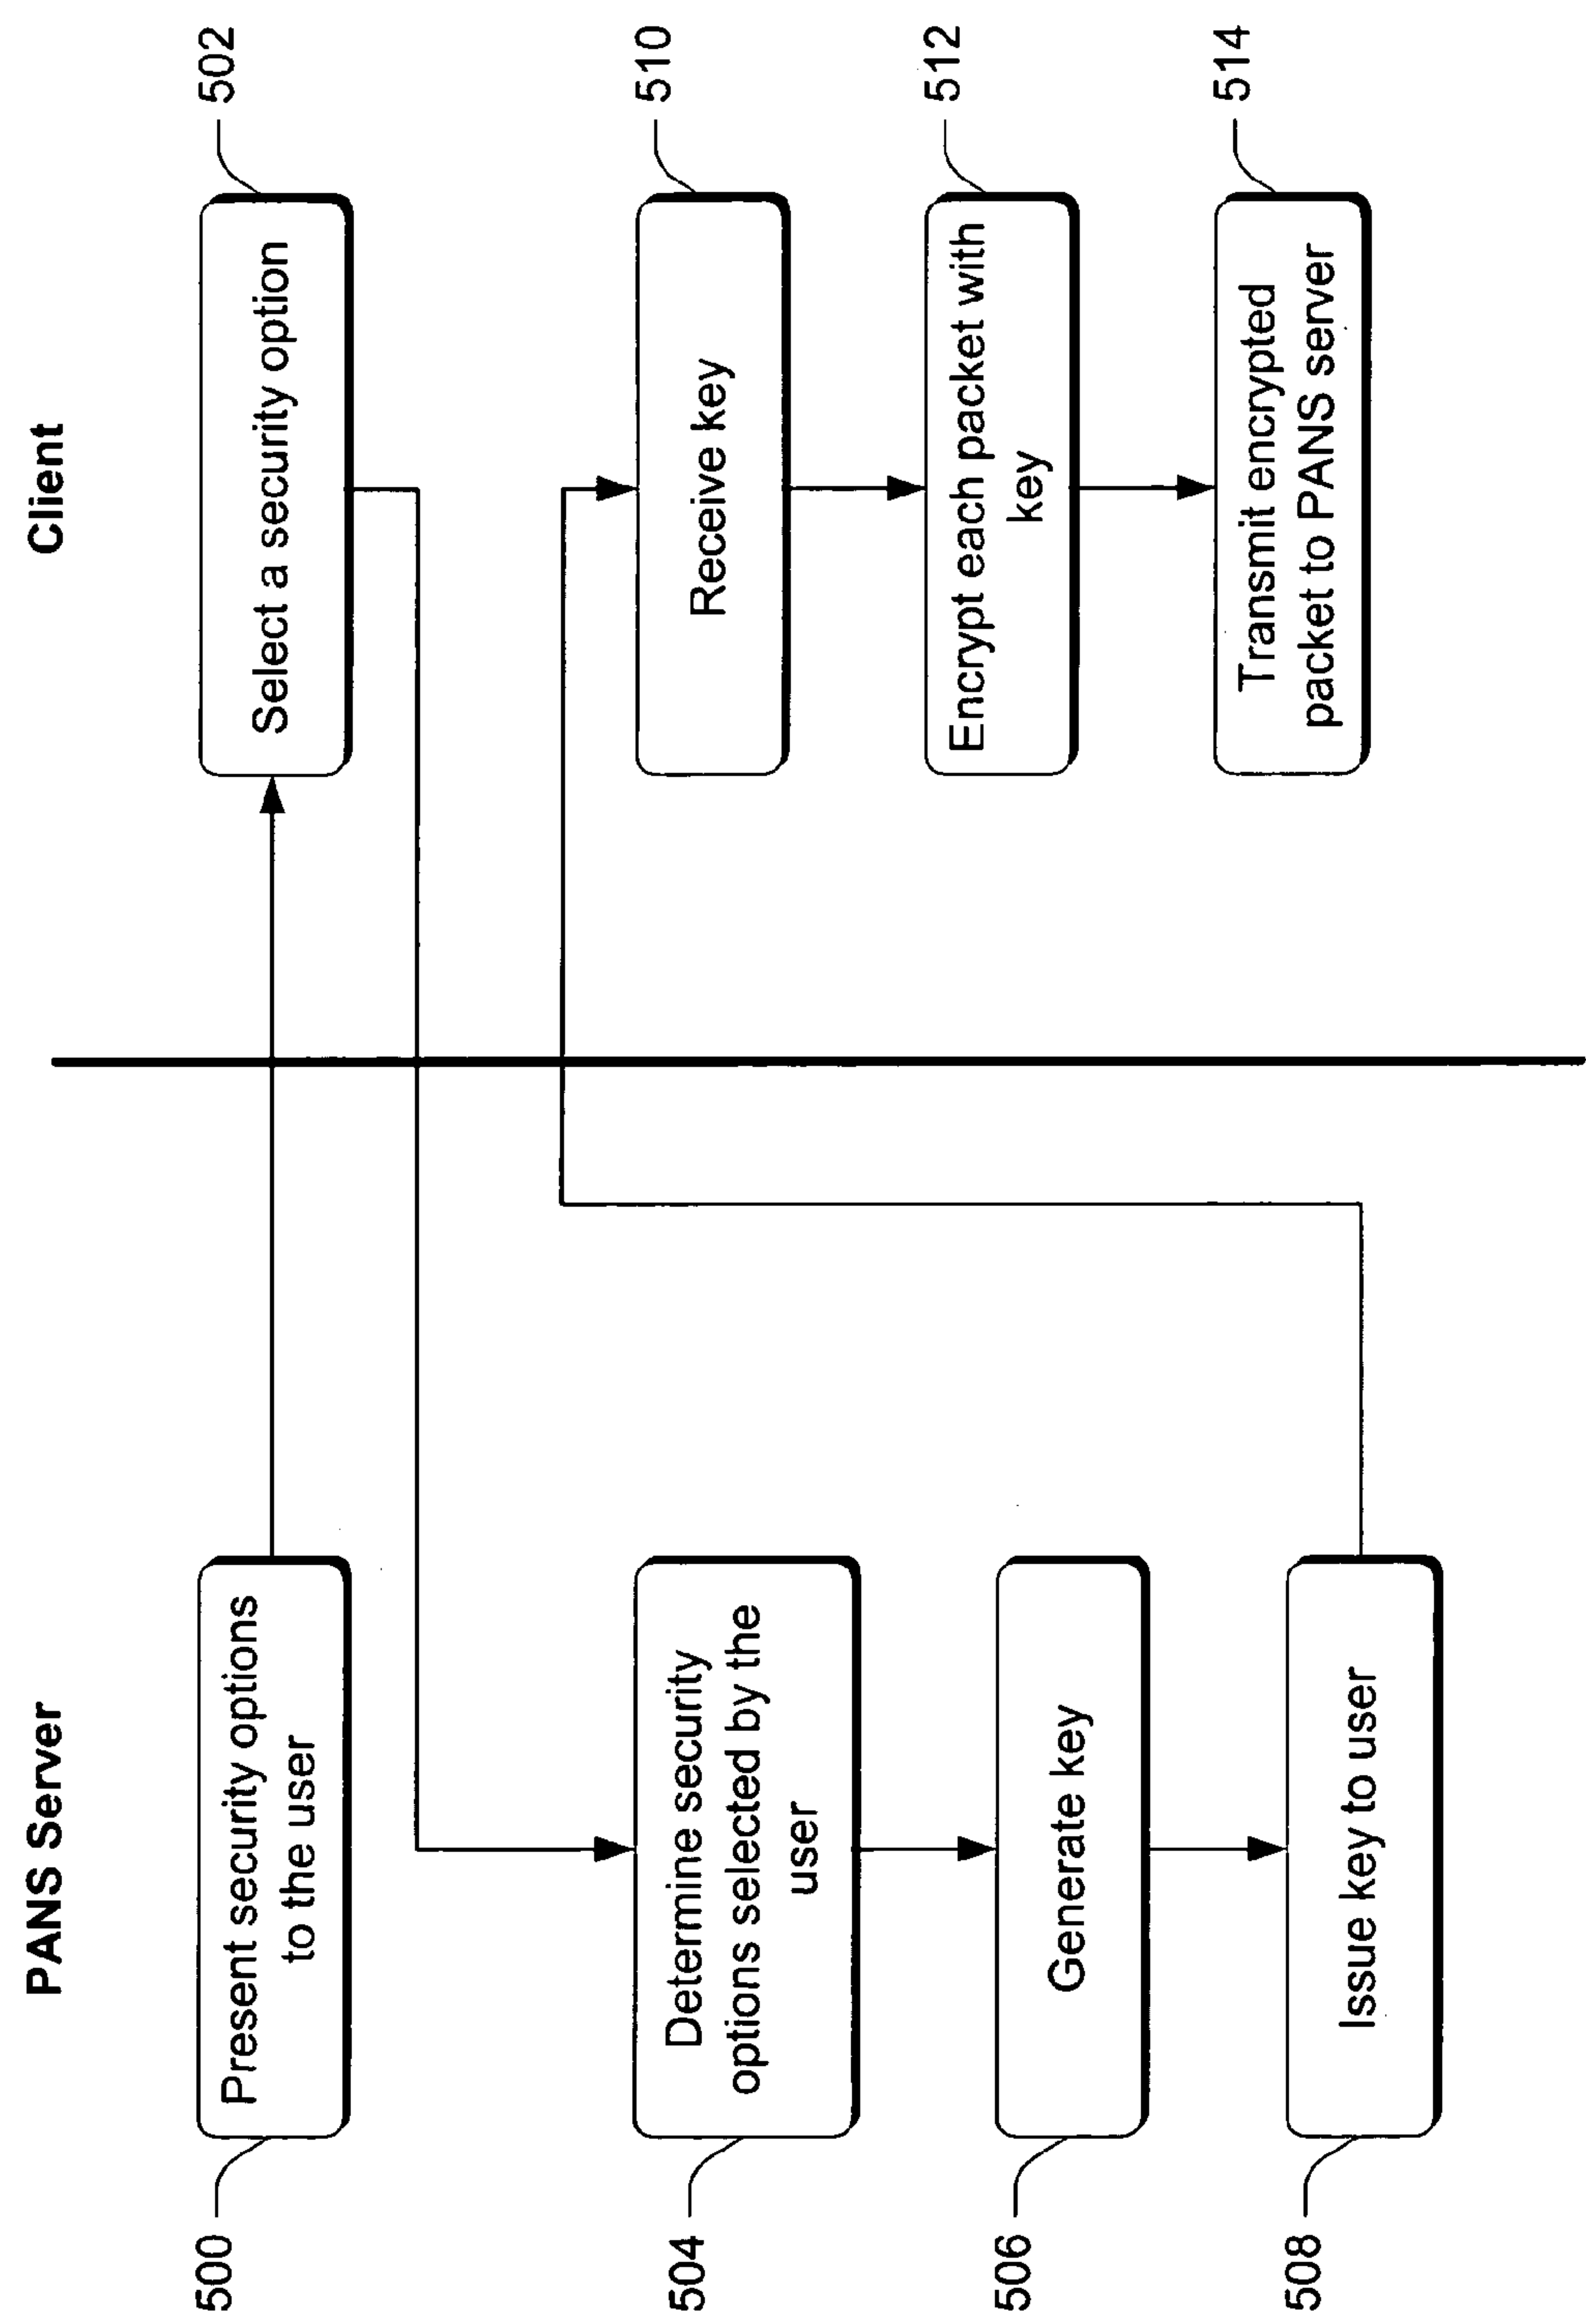 PANS Server
Client
500
Present security options
to the user
Select a security option
502
504
Determine security
options selected by the
user
506
Generate key
508
Issue key to user
Receive key
510
Encrypt each packet with
key
512
Transmit encrypted
packet to PANS server
514